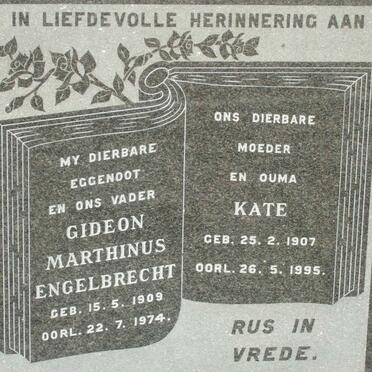 IN LIEFDEVOLLE HERINNERING AAN
MY DIERBARE
EGGENOOT
EN ONS VADER
GIDEON
MARTHINUS
ENGELBRECHT
GEB. 15. 5. 1909
OORL. 22. 7. 1974.
ONS DIERBARE
MOEDER
EN OUMA
KATE
GEB. 25. 2. 1907
OORL. 26. 5. 1995.
RUS IN
VREDE.